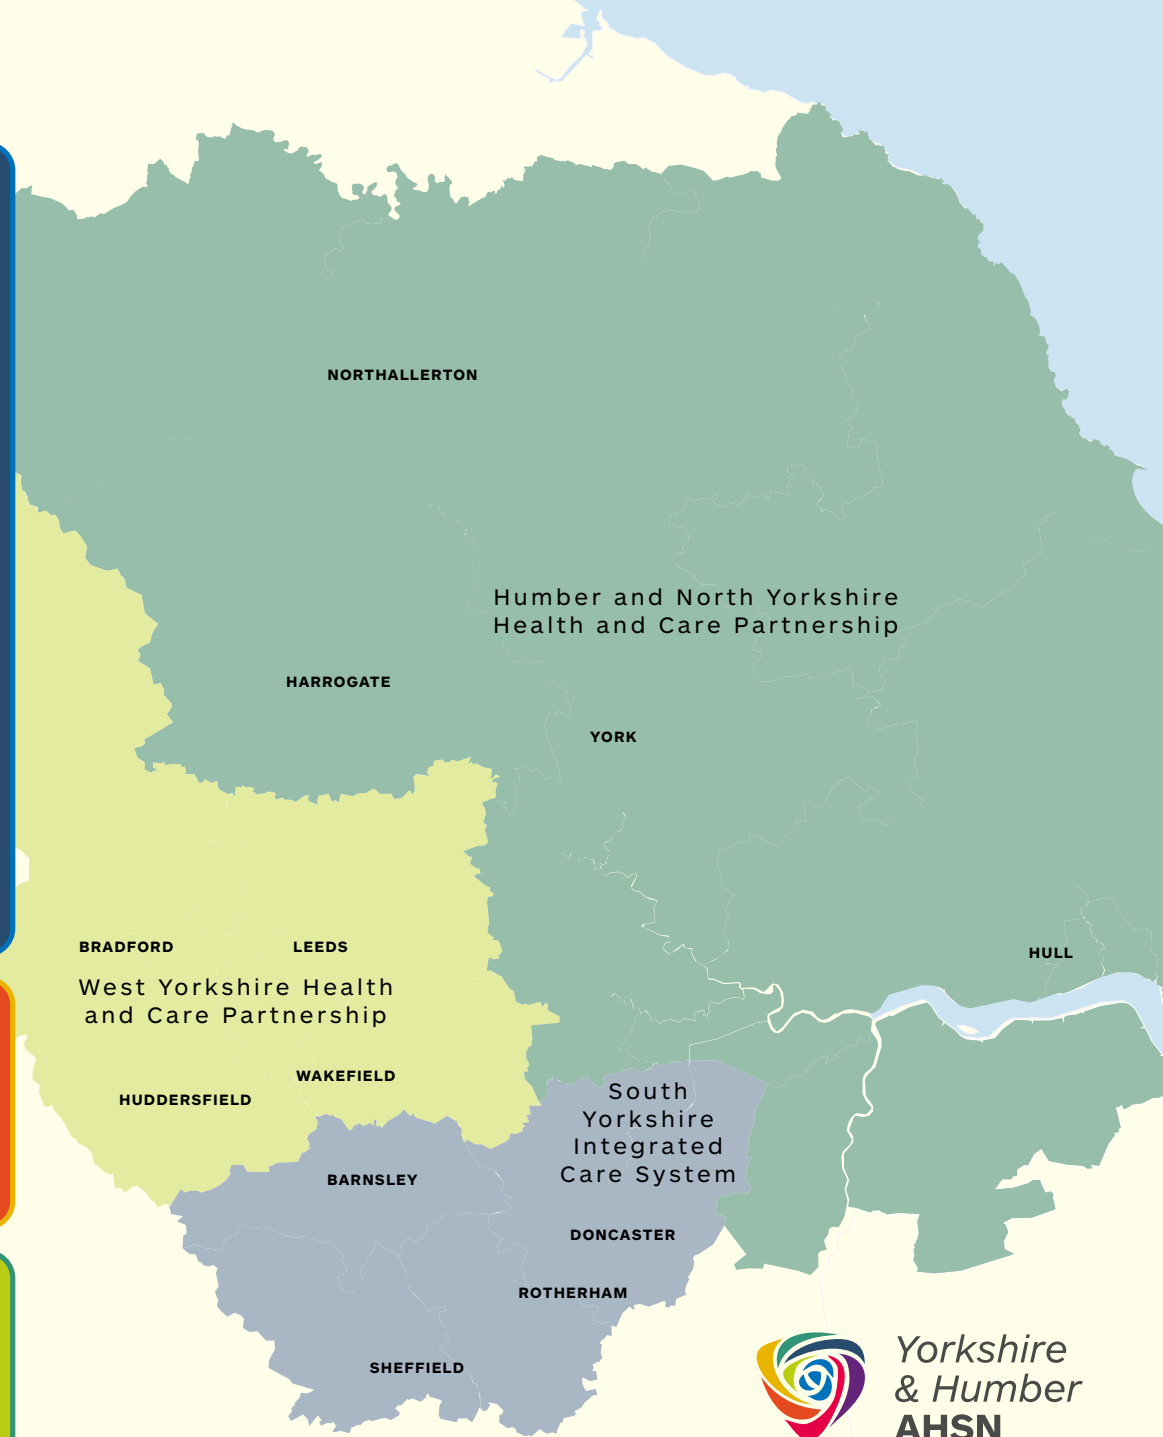 NORTHALLERTON
Humber and North Yorkshire
Health and Care Partnership
HARROGATE
YORK
BRADFORD
LEEDS
HULL
West Yorkshire Health
and Care Partnership
WAKEFIELD
HUDDERSFIELD
South
Yorkshire
Integrated
Care System
BARNSLEY
DONCASTER
ROTHERHAM
SHEFFIELD
Yorkshire
& Humber
AHSN